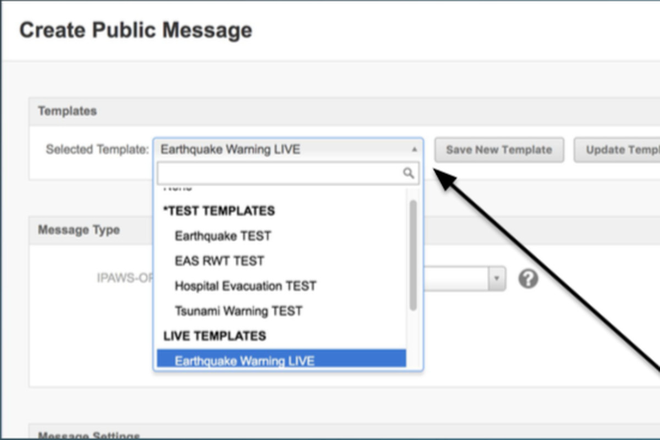 Create Public Message
Templates
Selected Template: Earthquake Warning LIVE Save New Template Update Templ
None
*TEST TEMPLATES
Message Type
Earthquake TEST
EAS RWT TEST
IPAWS-OP
Hospital Evacuation TEST
?
Tsunami Warning TEST
LIVE TEMPLATES
Earthquake Warning LIVE
Message Settings